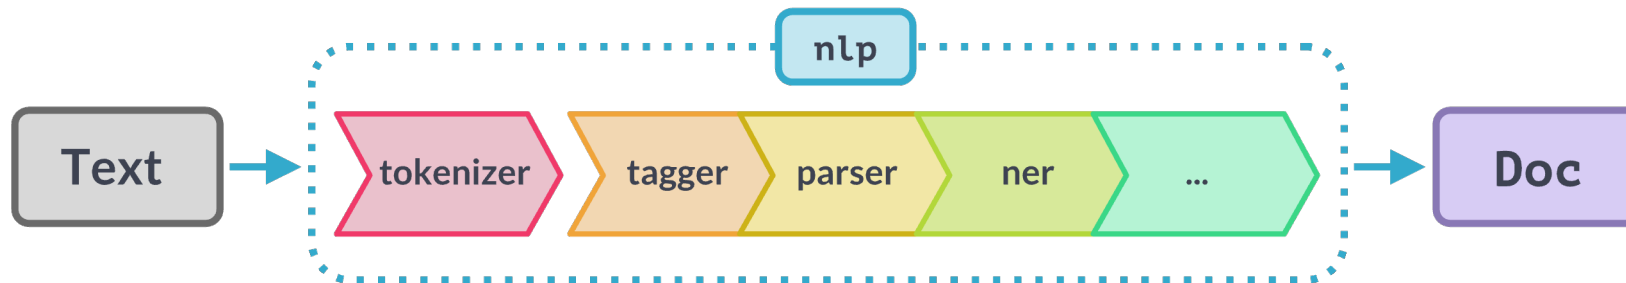 nlp
Text
tokenizer
tagger
parser
ner
...
Doc